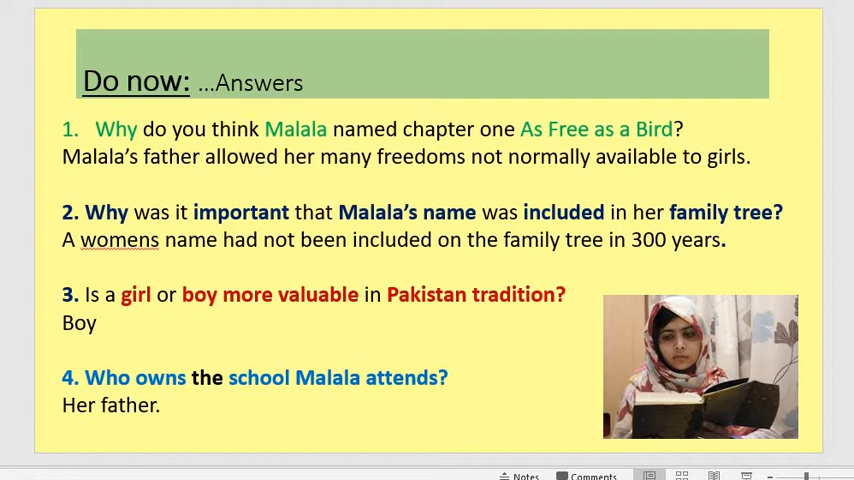 Do now: ...Answers
1. Why do you think Malala named chapter one As Free as a Bird?
Malala's father allowed her many freedoms not normally available to girls.
2. Why was it important that Malala's name was included in her family tree?
A womens name had not been included on the family tree in 300 years.
3. Is a girl or boy more valuable in Pakistan tradition?
Boy
4. Who owns the school Malala attends?
Her father.
Notes Comments